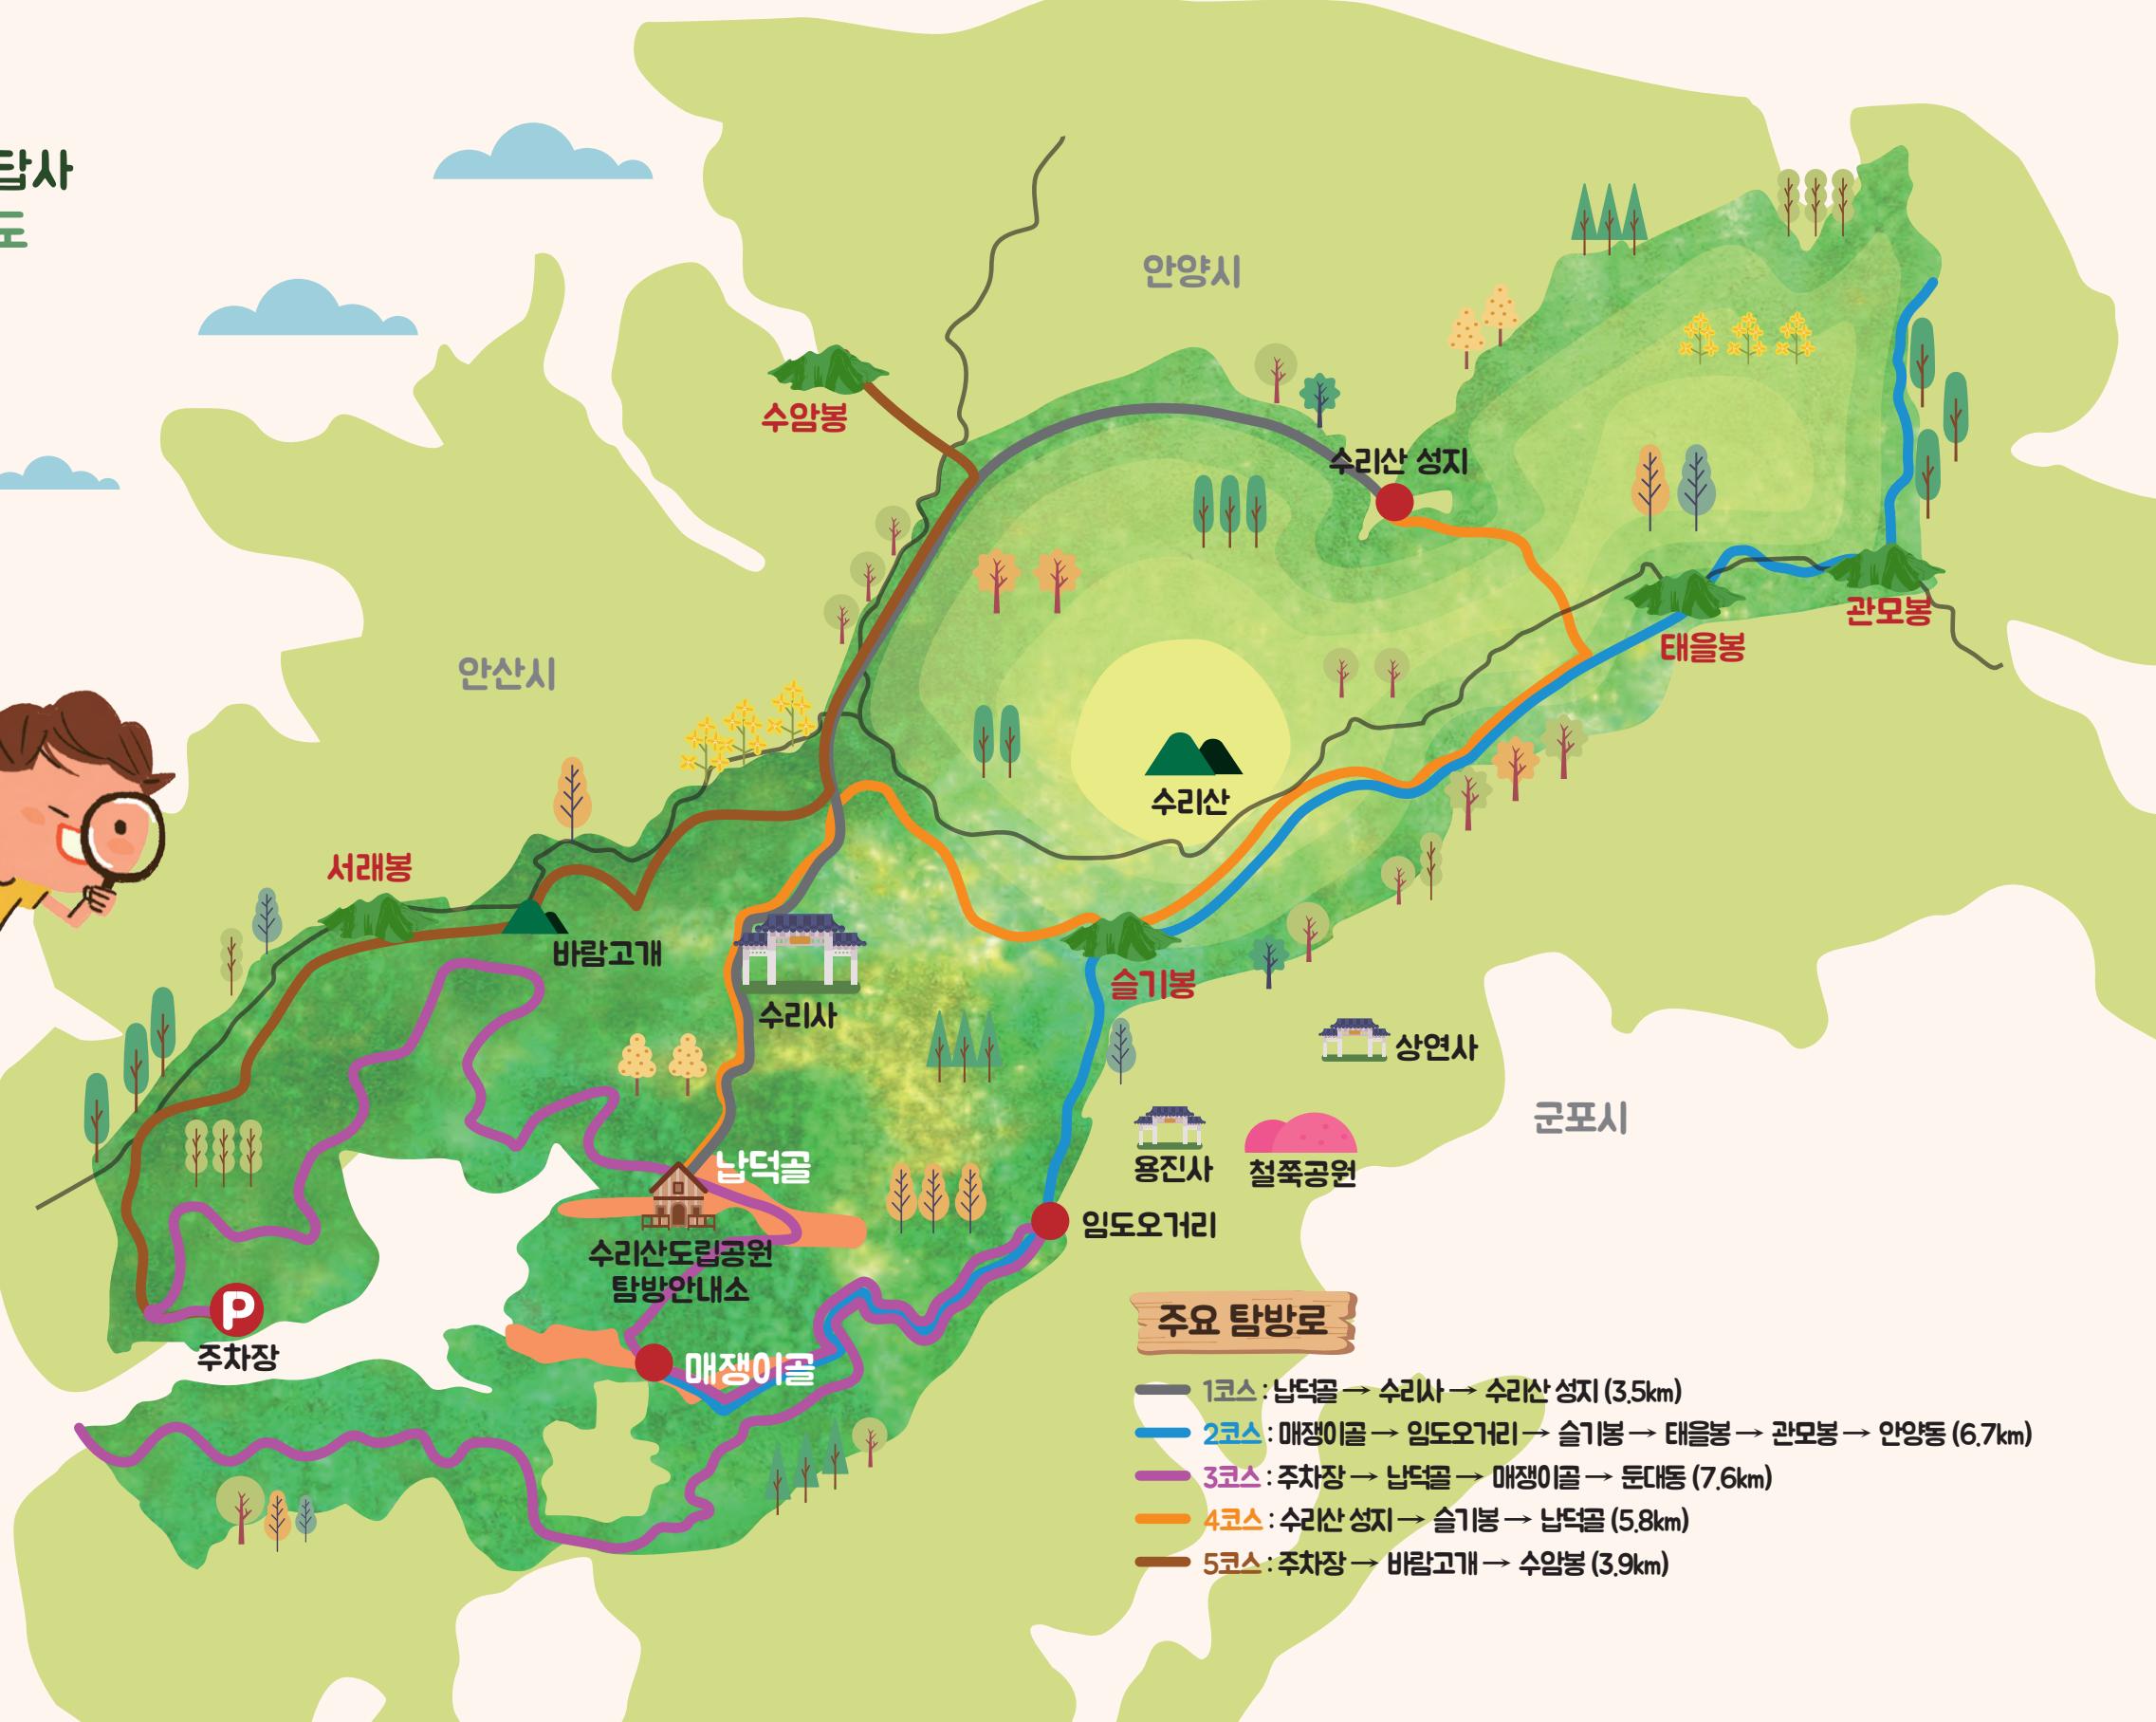 답사
도
안양시
수암봉
수리산 성지
관모봉
태을봉
안산시
수리산
서래봉
바람고개
슬기봉
수리사
상연사
군포시
용진사
철쭉공원
납덕골
임도오거리
수리산도립공원
탐방안내소
P
주차장
매쟁이골
주요 탐방로
1코스 : 납덕골 → 수리사 → 수리산 성지 (3.5km)
2코스 : 매쟁이골 → 임도오거리 → 슬기봉 → 태을봉 → 관모봉 → 안양동 (6.7km)
3코스 : 주차장 → 납덕골 → 매쟁이골 → 둔대동 (7.6km)
4코스 : 수리산 성지 → 슬기봉 → 납덕골 (5.8km)
5코스 : 주차장 → 바람고개 → 수암봉 (3.9km)